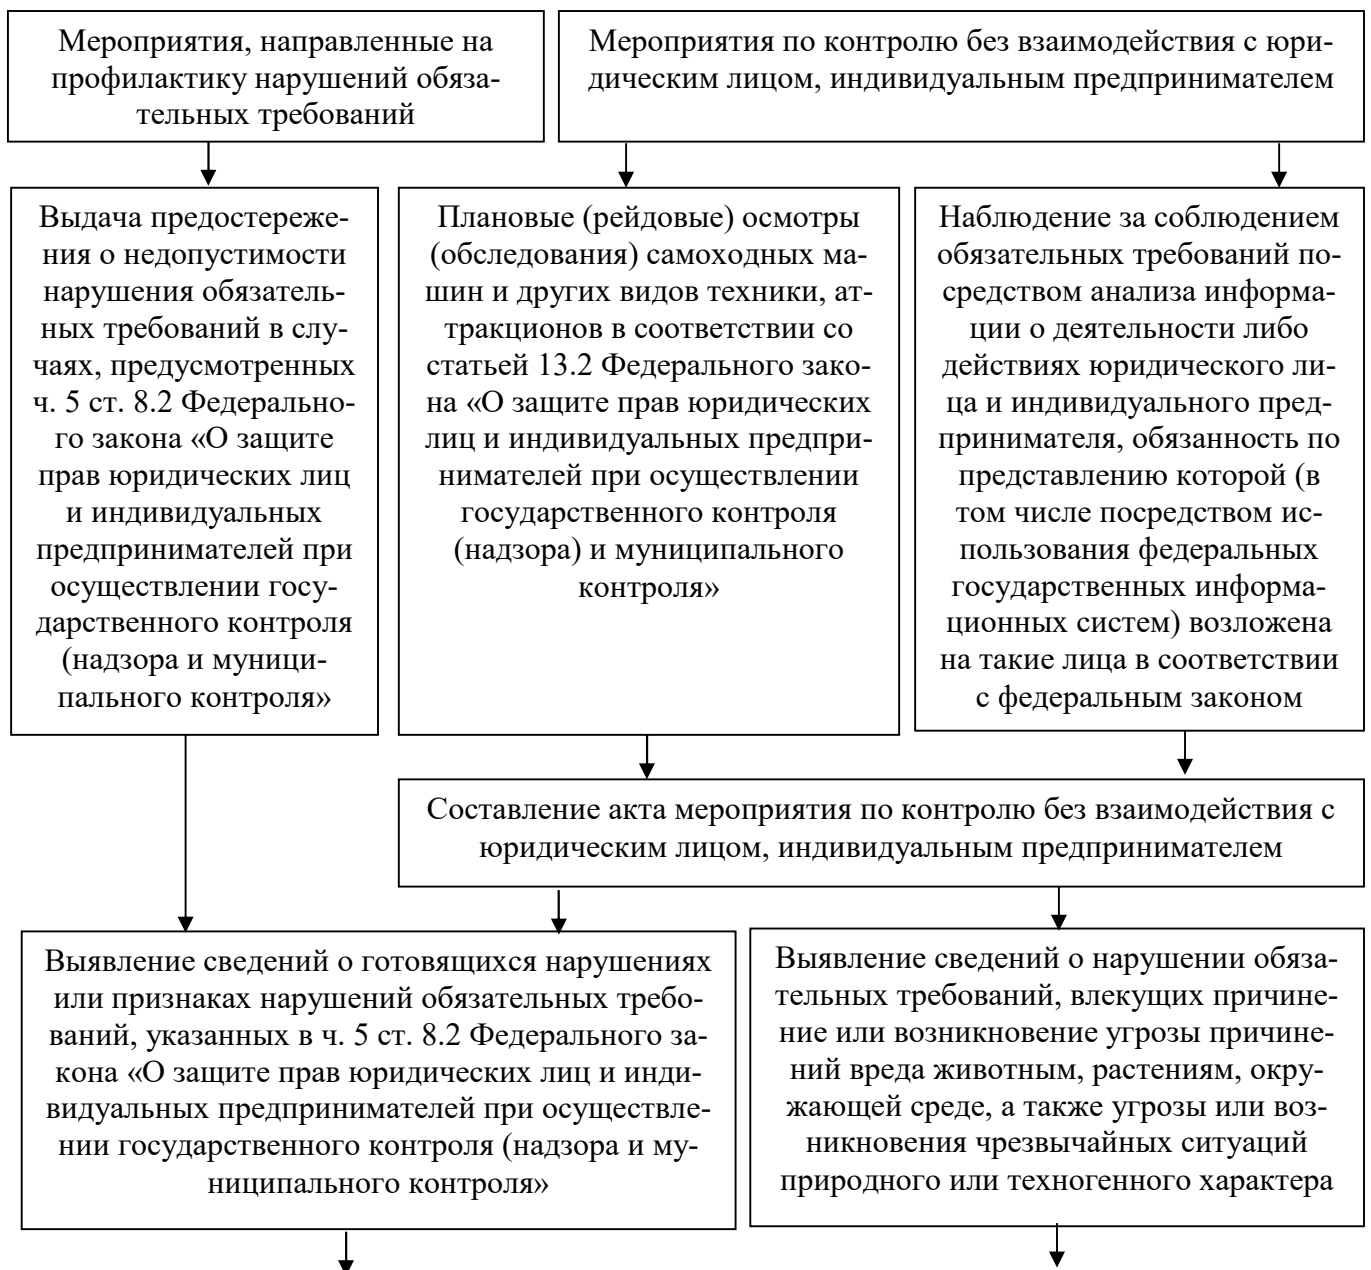 Мероприятия, направленные на
профилактику нарушений обяза-
тельных требований
Мероприятия по контролю без взаимодействия с юри-
дическим лицом, индивидуальным предпринимателем
Выдача предостереже-
ния о недопустимости
нарушения обязатель-
ных требований в слу-
чаях, предусмотренных
ч. 5 ст. 8.2 Федерально-
го закона «О защите
прав юридических лиц
и индивидуальных
предпринимателей при
осуществлении госу-
дарственного контроля
(надзора и муници-
пального контроля»
Плановые (рейдовые) осмотры
(обследования) самоходных ма-
шин и других видов техники, ат-
тракционов в соответствии со
статьей 13.2 Федерального зако-
на «О защите прав юридических
лиц и индивидуальных предпри-
нимателей при осуществлении
государственного контроля
(надзора) и муниципального
контроля»
Наблюдение за соблюдением
обязательных требований по-
средством анализа информа-
ции о деятельности либо
действиях юридического ли-
ца и индивидуального пред-
принимателя, обязанность по
представлению которой (в
том числе посредством ис-
пользования федеральных
государственных информа-
ционных систем) возложена
на такие лица в соответствии
с федеральным законом
Составление акта мероприятия по контролю без взаимодействия с
юридическим лицом, индивидуальным предпринимателем
Выявление сведений о готовящихся нарушениях
или признаках нарушений обязательных требо-
ваний, указанных в ч. 5 ст. 8.2 Федерального за-
кона «О защите прав юридических лиц и инди-
видуальных предпринимателей при осуществле-
нии государственного контроля (надзора и му-
ниципального контроля»
Выявление сведений о нарушении обяза-
тельных требований, влекущих причине-
ние или возникновение угрозы причине-
ний вреда животным, растениям, окру-
жающей среде, а также угрозы или воз-
никновения чрезвычайных ситуаций
природного или техногенного характера